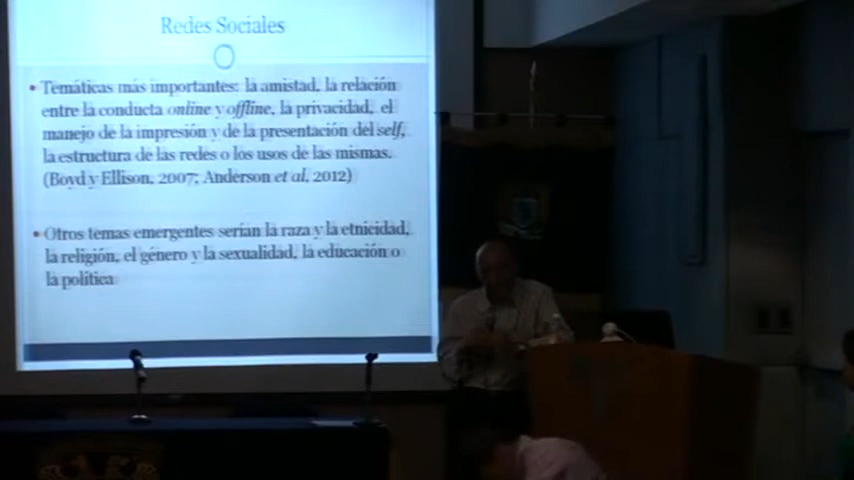 Redes Sociales
• Temáticas más importantes: la amistad, la relación
entre la conducta online y offline, la privacidad, el
manejo de la impresión y de la presentación del self,
la estructura de las redes o los usos de las mismas.
(Boyd y Ellison, 2007; Anderson et al, 2012)
• Otros temas emergentes serían la raza y la etnicidad,
la religión, el género y la sexualidad, la educación o
la política